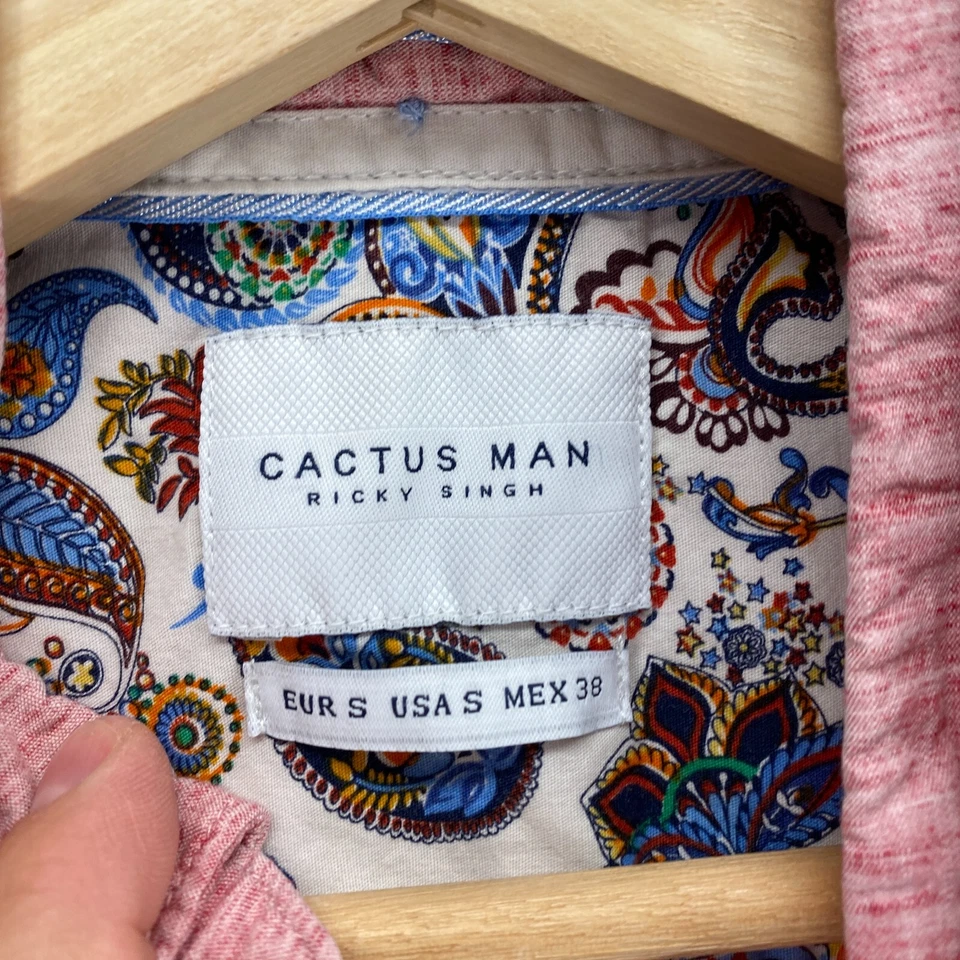 CACTUS MAN
RICKY SINGH
EUR S USA S MEX 38